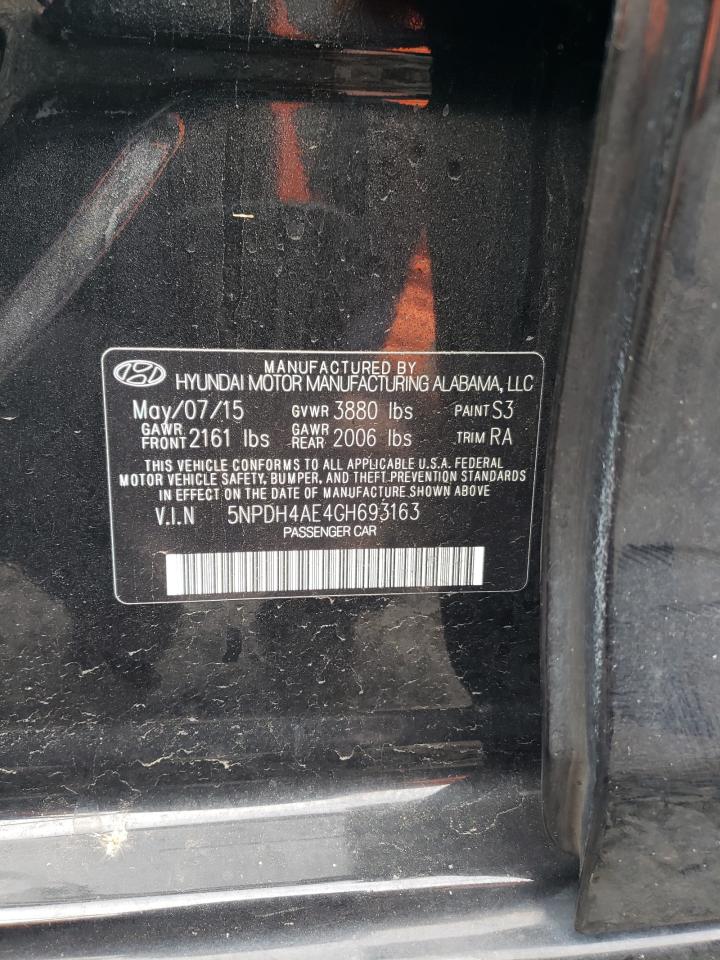 MANUFACTURED BY
HYUNDAI MOTOR MANUFACTURING ALABAMA, LLC
May/07/15 GVWR 3880 lbs PAINT S3
GAWR FRONT 2161 lbs GAWR REAR 2006 lbs TRIM RA
THIS VEHICLE CONFORMS TO ALL APPLICABLE U.S.A. FEDERAL
MOTOR VEHICLE SAFETY, BUMPER, AND THEFT PREVENTION STANDARDS
IN EFFECT ON THE DATE OF MANUFACTURE SHOWN ABOVE
V.I.N 5NPDH4AE4GH693163
PASSENGER CAR